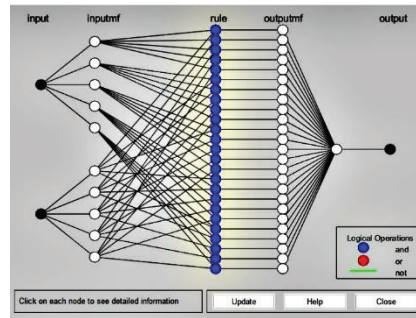 input inputmf rule outputmf output
Logical Operations
and
or
not
Click on each node to see detailed information
Update Help Close